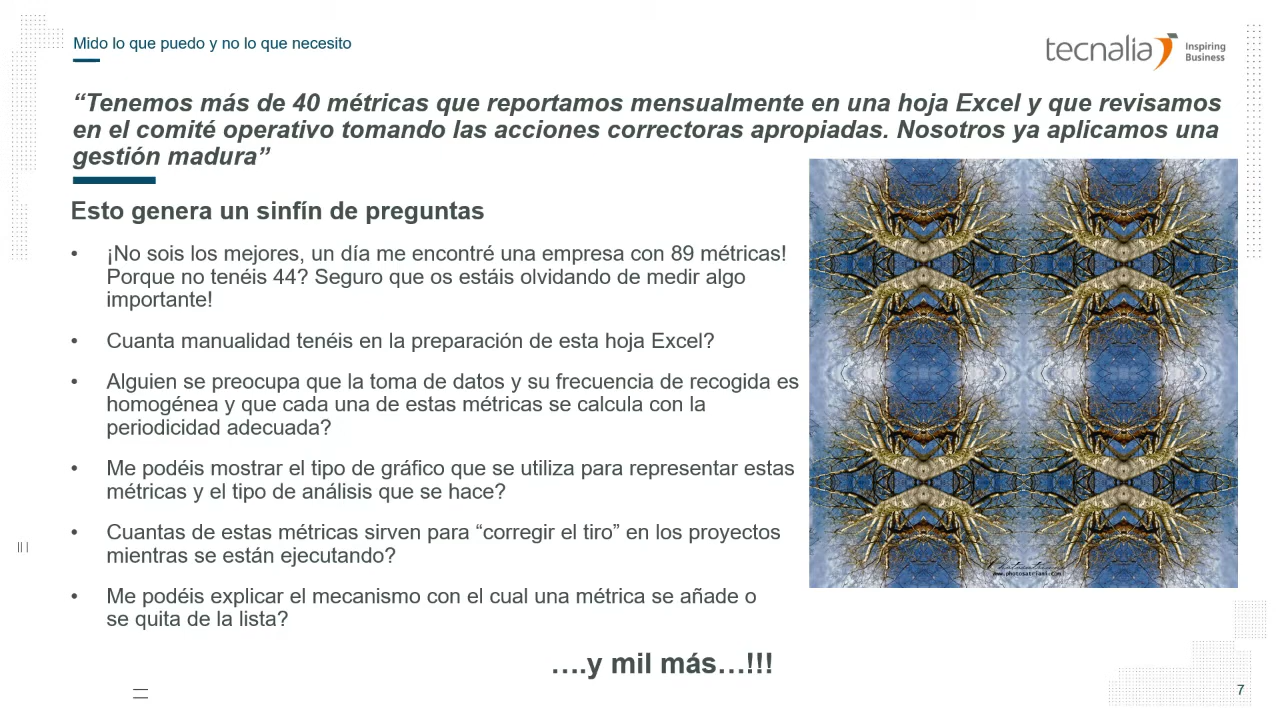 Mido lo que puedo y no lo que necesito
tecnalia Inspiring
Business
“Tenemos más de 40 métricas que reportamos mensualmente en una hoja Excel y que revisamos
en el comité operativo tomando las acciones correctoras apropiadas. Nosotros ya aplicamos una
gestión madura”
Esto genera un sinfín de preguntas
• ¡No sois los mejores, un día me encontré una empresa con 89 métricas!
Porque no tenéis 44? Seguro que os estáis olvidando de medir algo
importante!
• Cuanta manualidad tenéis en la preparación de esta hoja Excel?
• Alguien se preocupa que la toma de datos y su frecuencia de recogida es
homogénea y que cada una de estas métricas se calcula con la
periodicidad adecuada?
• Me podéis mostrar el tipo de gráfico que se utiliza para representar estas
métricas y el tipo de análisis que se hace?
• Cuantas de estas métricas sirven para “corregir el tiro” en los proyectos
mientras se están ejecutando?
• Me podéis explicar el mecanismo con el cual una métrica se añade o
se quita de la lista?
www.photosatriani.com
….y mil más…!!!
7